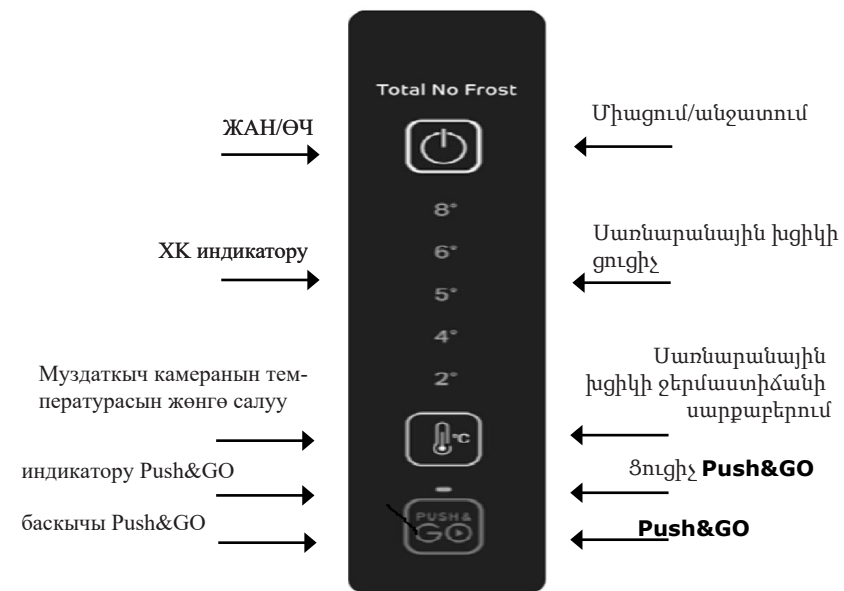 Total No Frost
ЖАН/ӨЧ
Միացում/անջատում
8°
ХК индикатору
6°
Սառնարանային խցիկի
ցուցիչ
5°
4°
Муздаткыч камеранын тем-
пературасын жөнгө салуу
2°
Սառնարանային
խցիկի ջերմաստիճանի
սարքաբերում
°C
индикатору Push&GO
Ցուցիչ Push&GO
баскычы Push&GO
PUSH&
GO
Push&GO